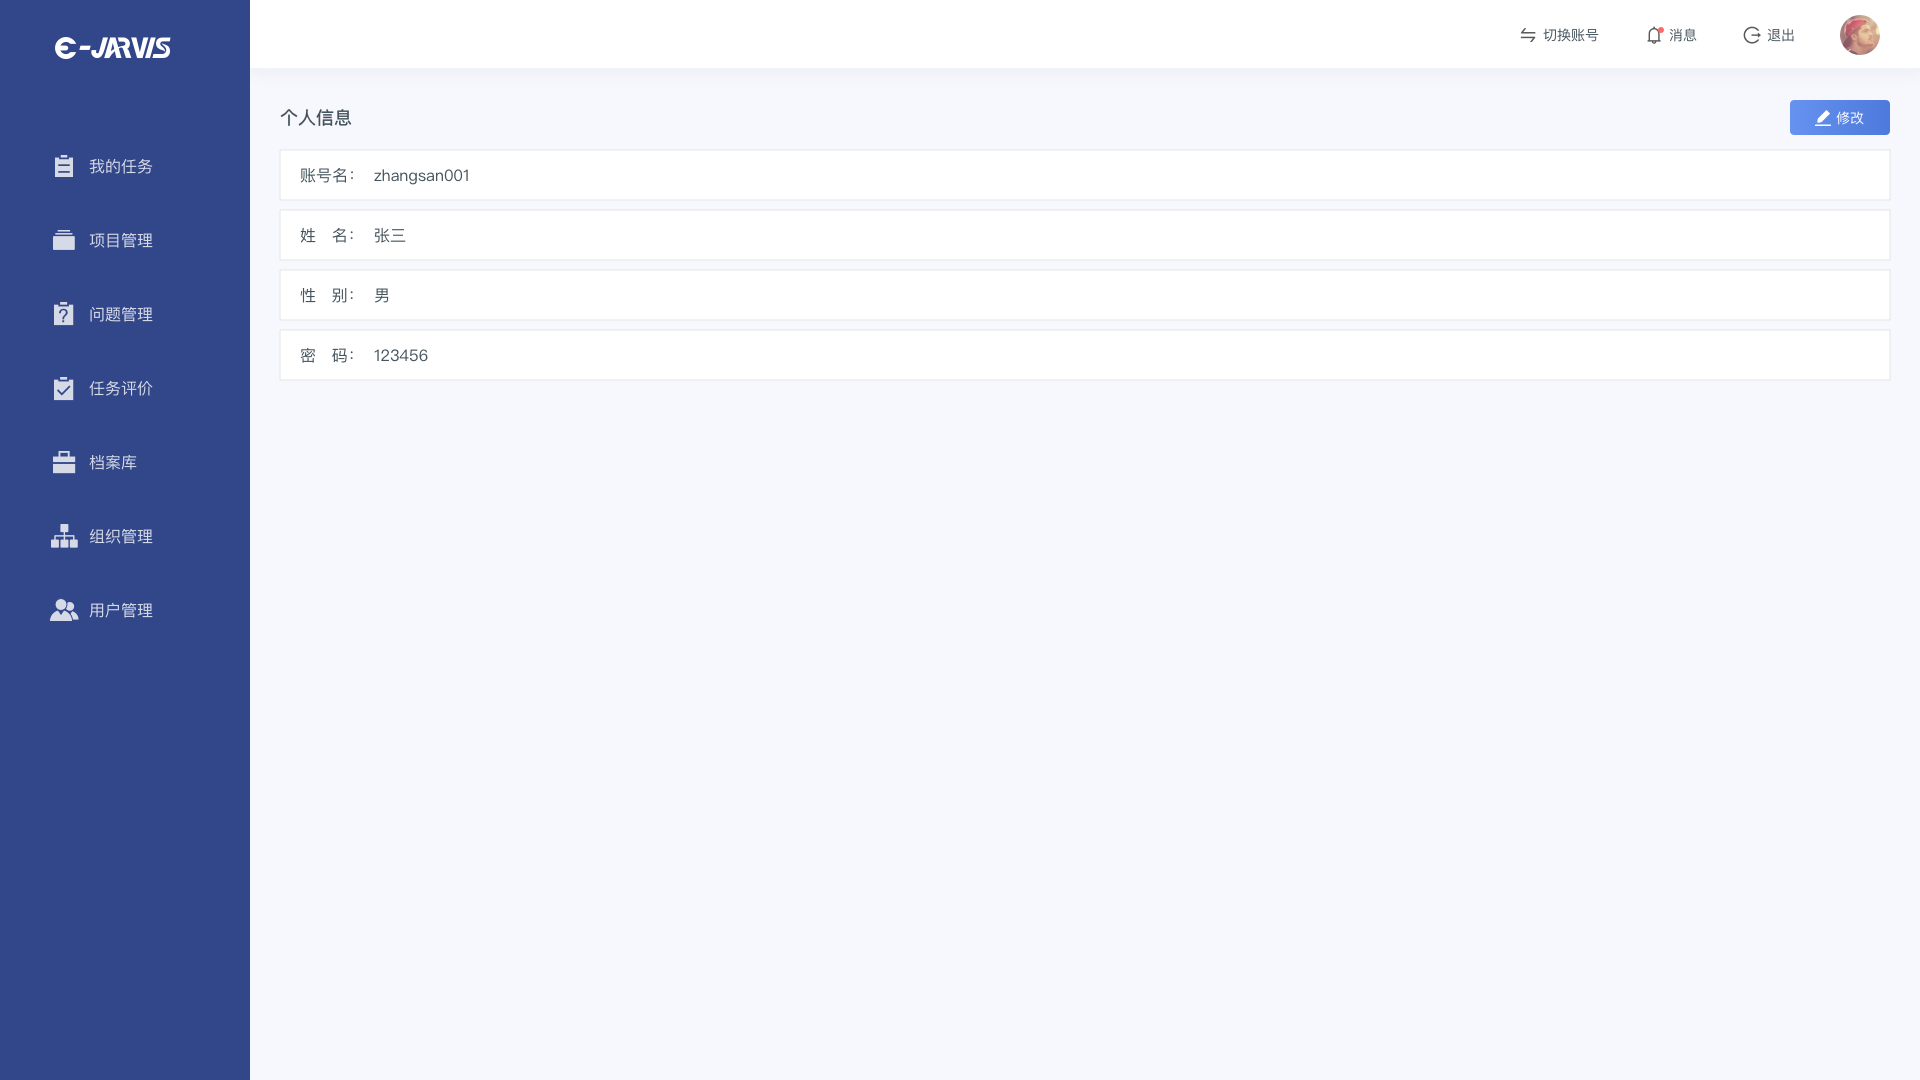 E-JARVIS
切换账号
消息
退出
我的任务
项目管理
问题管理
任务评价
档案库
组织管理
用户管理
个人信息
修改
账号名： zhangsan001
姓　名： 张三
性　别： 男
密　码： 123456